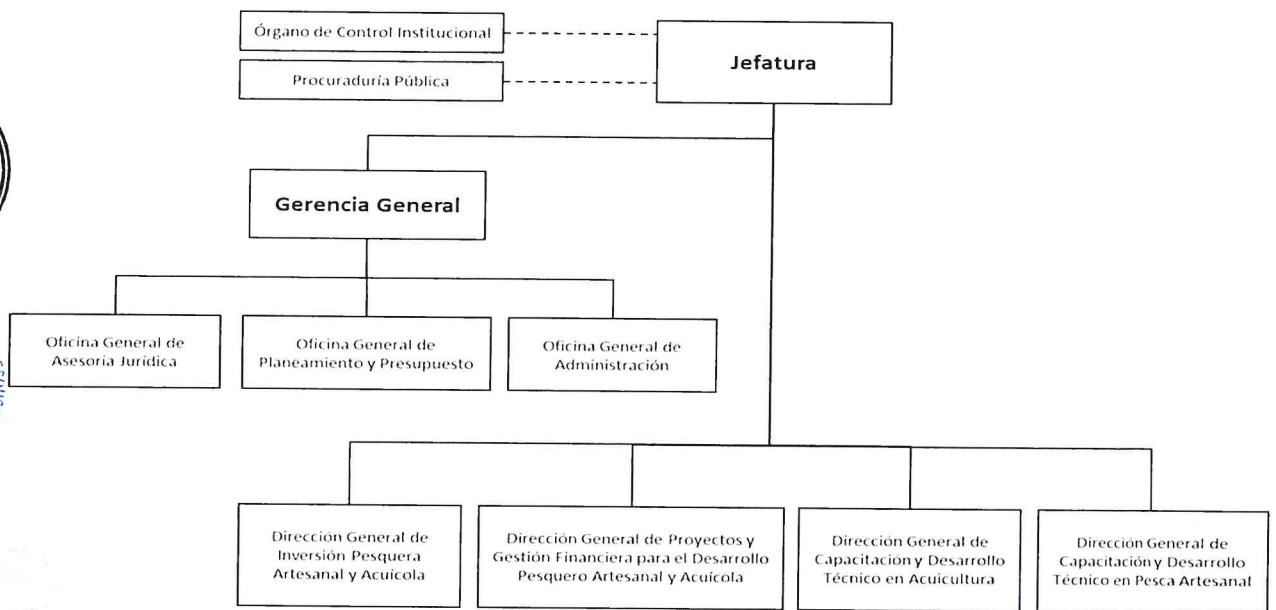 Órgano de Control Institucional
Procuraduría Pública
Jefatura
Gerencia General
Oficina General de
Asesoría Jurídica
Oficina General de
Planeamiento y Presupuesto
Oficina General de
Administración
Dirección General de
Inversión Pesquera
Artesanal y Acuícola
Dirección General de Proyectos y
Gestión Financiera para el Desarrollo
Pesquero Artesanal y Acuícola
Dirección General de
Capacitación y Desarrollo
Técnico en Acuicultura
Dirección General de
Capacitación y Desarrollo
Técnico en Pesca Artesanal